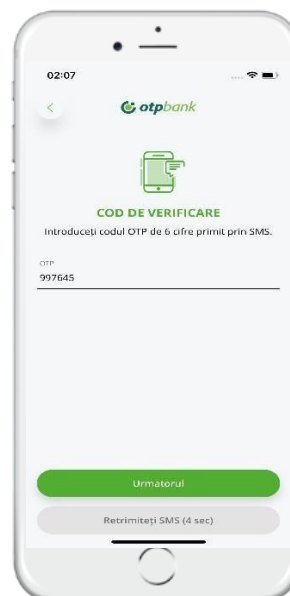 02:07
otpbank
COD DE VERIFICARE
Introduceți codul OTP de 6 cifre primit prin SMS.
OTP
997645
Urmatorul
Retrimiteți SMS (4 sec)